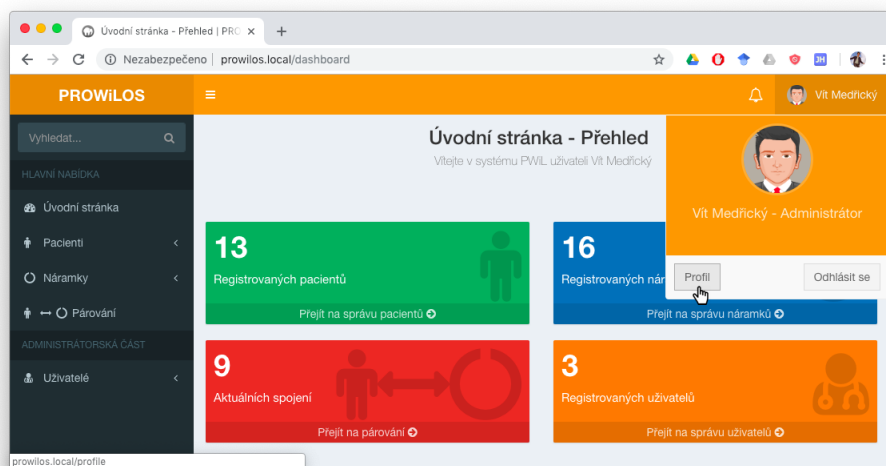 Úvodní stránka - Přehled | PRO
Nezabezpečeno | prowilos.local/dashboard
JH
PROWiLOS
Vít Medřický
Vyhledat...
Úvodní stránka - Přehled
Vítejte v systému PWiL uživateli Vít Medřický
Vít Medřický - Administrátor
HLAVNÍ NABÍDKA
Úvodní stránka
Pacienti
Náramky
Párování
ADMINISTRÁTORSKÁ ČÁST
Uživatelé
13
Registrovaných pacientů
Přejít na správu pacientů
16
Registrovaných nár
Přejít na správu náramků
Profil
Odhlásit se
9
Aktuálních spojení
Přejít na párování
3
Registrovaných uživatelů
Přejít na správu uživatelů
prowilos.local/profile